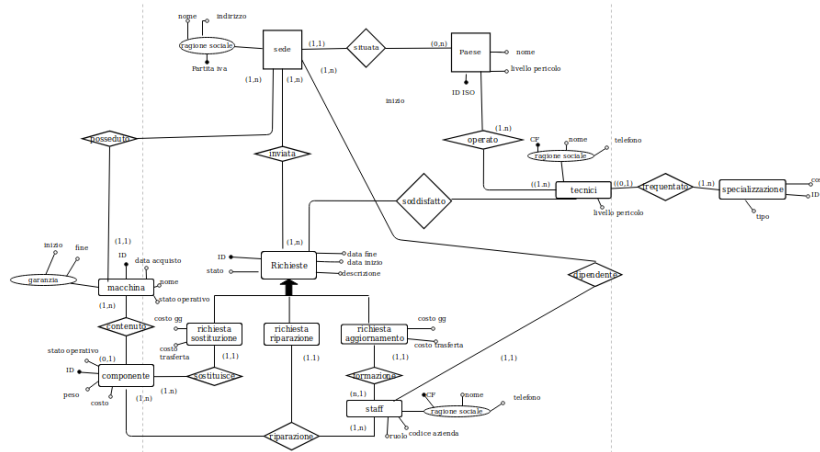 nome
indirizzo
ragione sociale
Partita iva
sede
(1,1)
situata
(0,n)
Paese
nome
livello pericolo
ID ISO
(1,n)
(1,n)
(1,n)
inizio
posseduto
inviata
operato
(1.n)
CF
nome
telefono
ragione sociale
((1.n)
tecnici
((0,1)
frequentato
(1.n)
specializzazione
co
ID
tipo
livello pericolo
soddisfatto
(1,n)
(1,1)
ID
data acquisto
inizio
fine
garanzia
macchina
nome
stato operativo
ID
stato
Richieste
data fine
data inizio
descrizione
dipendente
(1,n)
contenuto
costo gg
costo
trasferta
richiesta
sostituzione
richiesta
riparazione
richiesta
aggiornamento
costo gg
costo trasferta
stato operativo
(0,1)
ID
componente
peso
costo
(1,n)
(1.n)
(1,1)
sostituisce
(1.1)
(1,1)
formazione
(1,1)
(n,1)
staff
(1,n)
CF
nome
telefono
ragione sociale
ruolo
codice azienda
riparazione